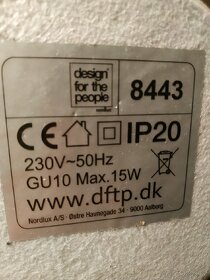 design
for the
people
8443
CE IP20
230V~50Hz
GU10 Max.15W
www.dftp.dk
Nordlux A/S · Østre Havnegade 34 · 9000 Aalborg